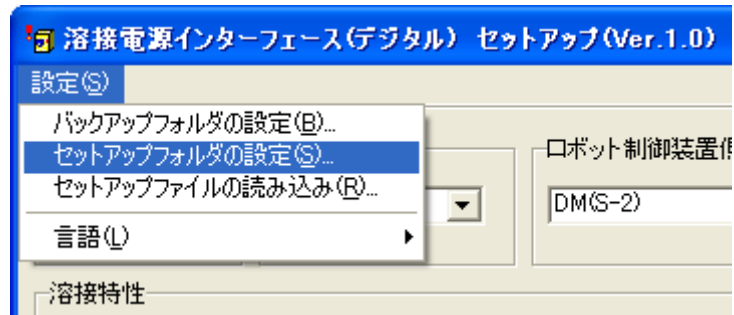 溶接電源インターフェース(デジタル) セットアップ(Ver.1.0)
設定(S)
バックアップフォルダの設定(B)...
セットアップフォルダの設定(S)...
セットアップファイルの読み込み(R)...
言語(L)
ロボット制御装置
DM(S-2)
溶接特性